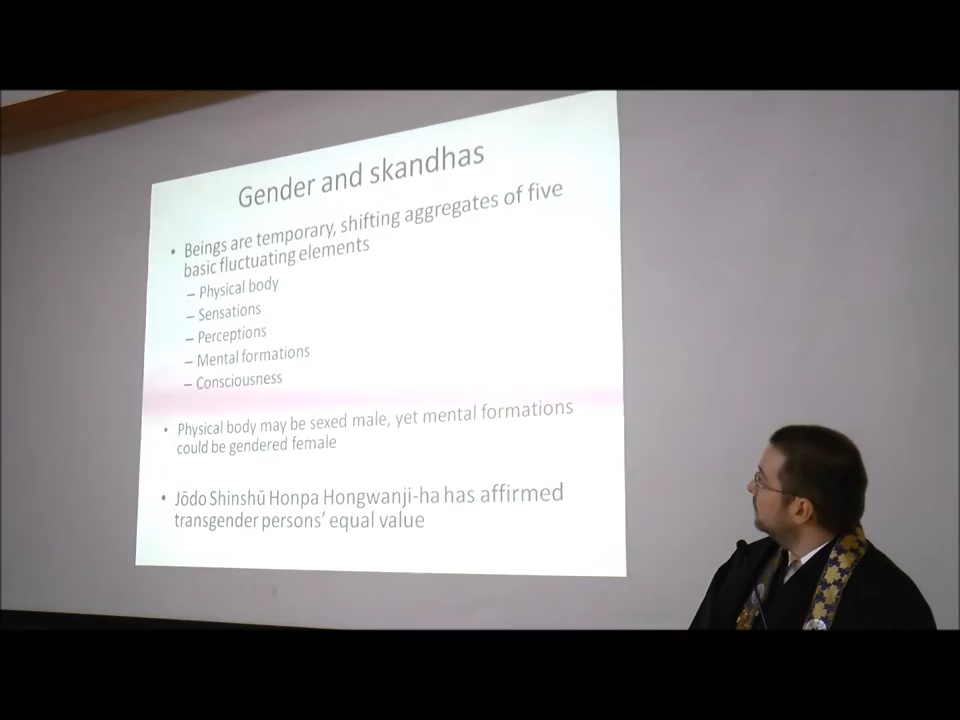 Gender and skandhas
• Beings are temporary, shifting aggregates of five
basic fluctuating elements
– Physical body
– Sensations
– Perceptions
– Mental formations
– Consciousness
• Physical body may be sexed male, yet mental formations
could be gendered female
• Jōdo Shinshū Honpa Hongwanji-ha has affirmed
transgender persons’ equal value